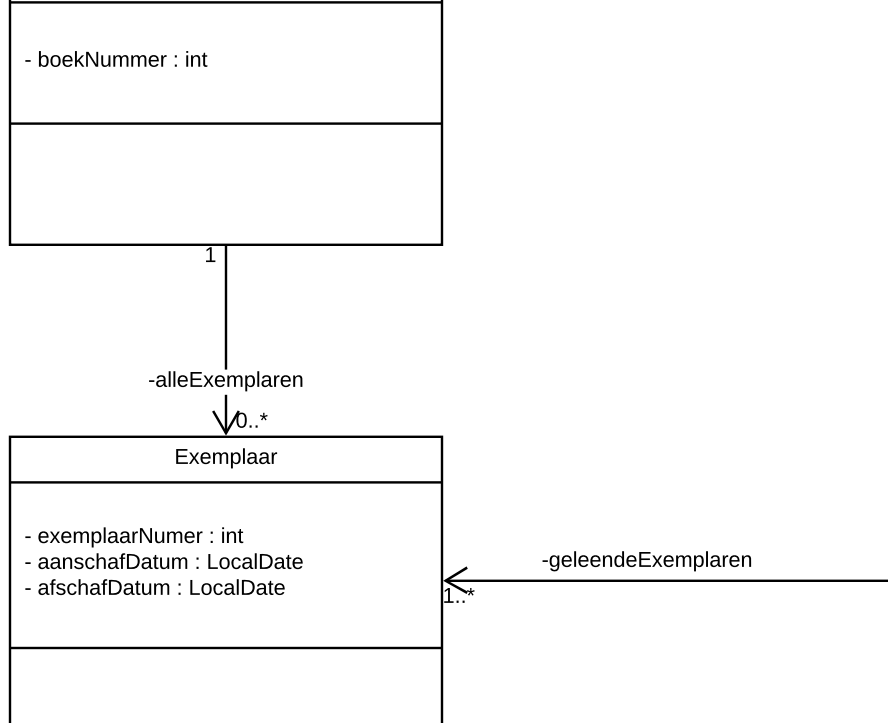 - boekNummer : int
1
-alleExemplaren
0..*
Exemplaar
- exemplaarNumer : int
- aanschafDatum : LocalDate
- afschafDatum : LocalDate
-geleendeExemplaren
1..*